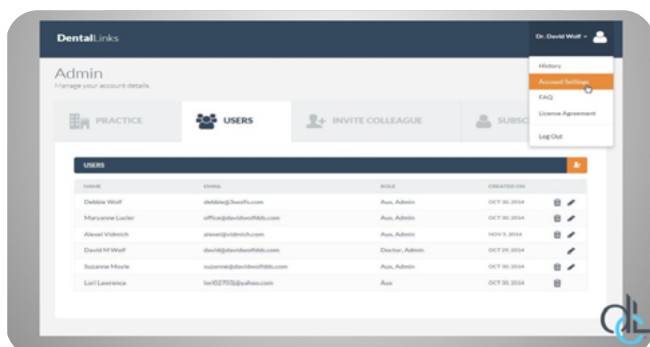 DentalLinks
Dr. David Wolf
Admin
Manage your account details.
History
Account Settings
FAQ
License Agreement
Log Out
PRACTICE
USERS
INVITE COLLEAGUE
SUBSC
USERS
NAME EMAIL ROLE CREATED ON
Debbie Wolf debbie@3wolfs.com Aux, Admin OCT 30, 2014
Maryanne Lucier office@davidwolfdds.com Aux, Admin OCT 30, 2014
Alexei Vidmich alexei@vidmich.com Aux, Admin NOV 5, 2014
David M Wolf david@davidwolfdds.com Doctor, Admin OCT 29, 2014
Suzanne Moyle suzanne@davidwolfdds.com Aux, Admin OCT 30, 2014
Lori Lawrence Aux OCT 30, 2014
dlc